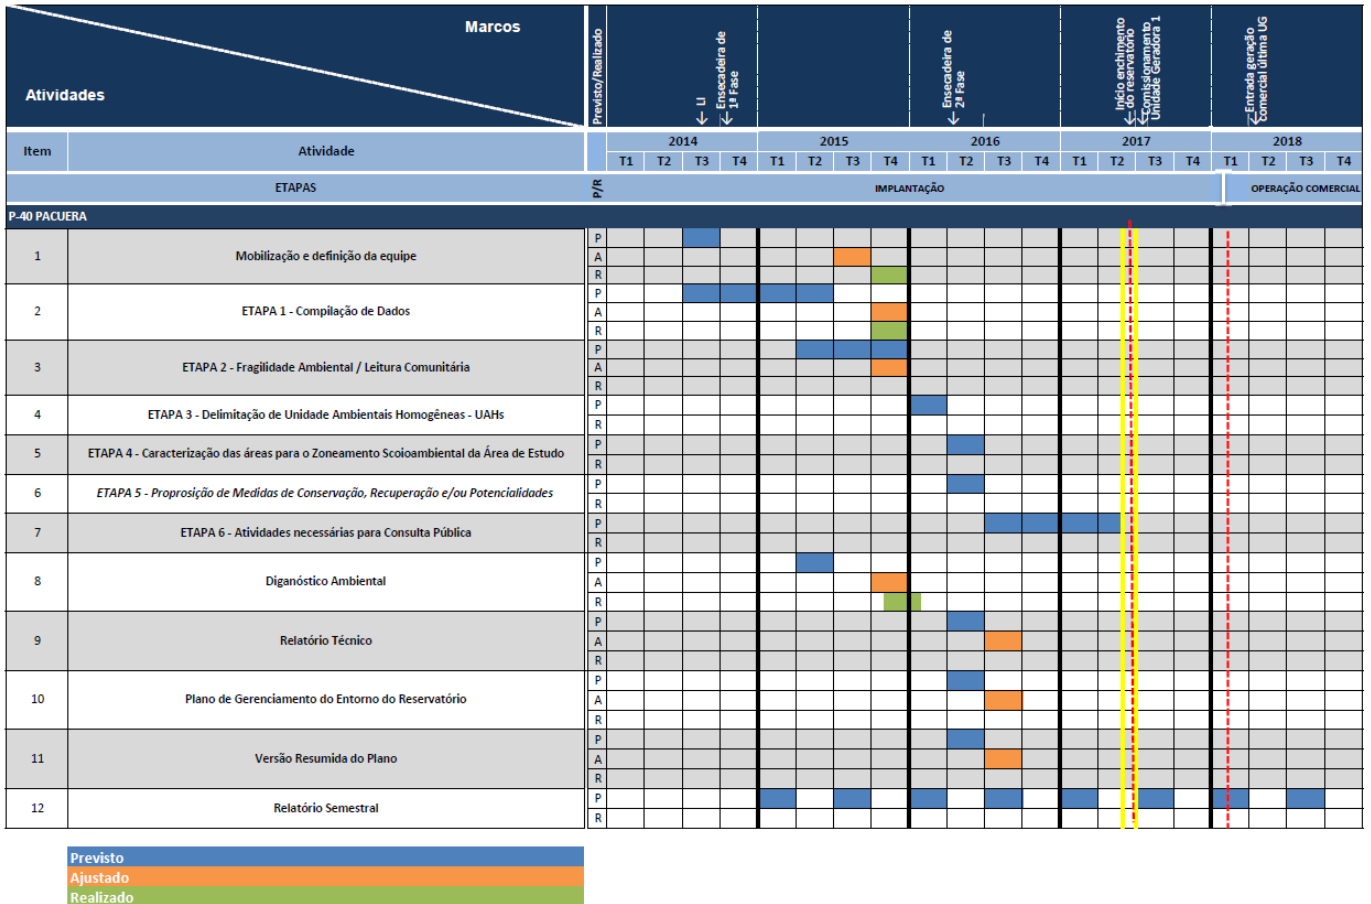 Marcos
Atividades
Previsto/Realizado
LI
Ensecadeira de
1ª Fase
Ensecadeira de
2ª Fase
Início enchimento
do reservatório
Comissionamento
Unidade Geradora 1
Entrada geração
comercial última UG
Item Atividade 2014 2015 2016 2017 2018
T1 T2 T3 T4 T1 T2 T3 T4 T1 T2 T3 T4 T1 T2 T3 T4 T1 T2 T3 T4
ETAPAS P/R IMPLANTAÇÃO OPERAÇÃO COMERCIAL
P-40 PACUERA
P
1 Mobilização e definição da equipe A
R
P
2 ETAPA 1 - Compilação de Dados A
R
P
3 ETAPA 2 - Fragilidade Ambiental / Leitura Comunitária A
R
P
4 ETAPA 3 - Delimitação de Unidade Ambientais Homogêneas - UAHs
R
P
5 ETAPA 4 - Caracterização das áreas para o Zoneamento Scoioambiental da Área de Estudo
R
P
6 ETAPA 5 - Proprosição de Medidas de Conservação, Recuperação e/ou Potencialidades
R
P
7 ETAPA 6 - Atividades necessárias para Consulta Pública
R
P
8 Diganóstico Ambiental A
R
P
9 Relatório Técnico A
R
P
10 Plano de Gerenciamento do Entorno do Reservatório A
R
P
11 Versão Resumida do Plano A
R
P
12 Relatório Semestral
R
Previsto
Ajustado
Realizado